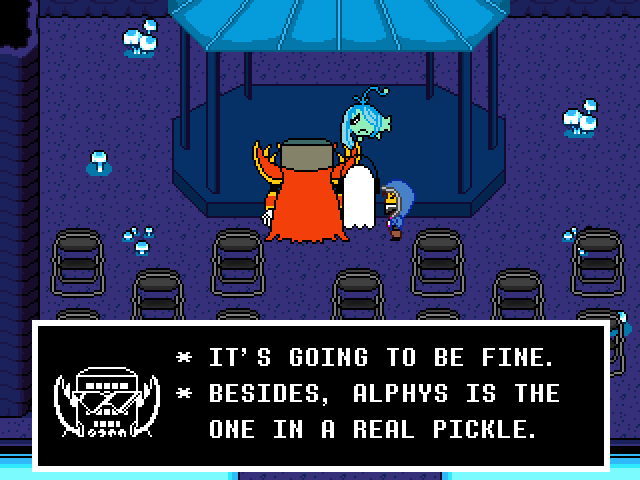 * IT'S GOING TO BE FINE.
* BESIDES, ALPHYS IS THE
ONE IN A REAL PICKLE.